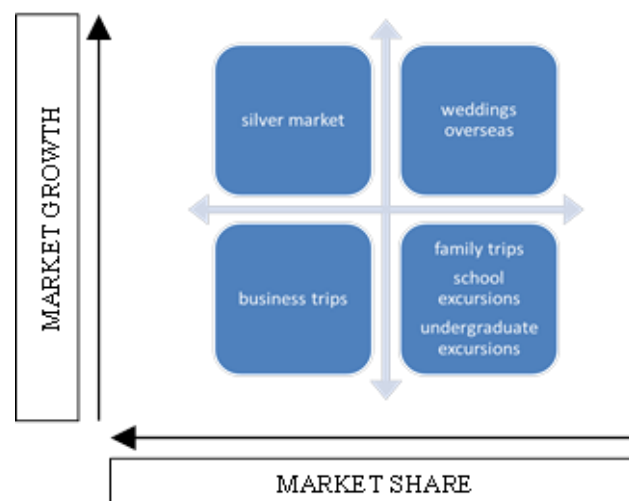 MARKET GROWTH
silver market
weddings
overseas
business trips
family trips
school
excursions
undergraduate
excursions
MARKET SHARE